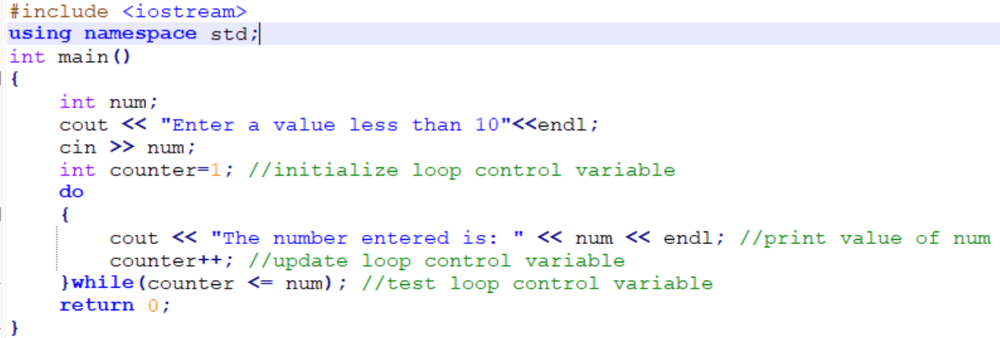 #include <iostream>
using namespace std;
int main()
{
    int num;
    cout << "Enter a value less than 10"<<endl;
    cin >> num;
    int counter=1; //initialize loop control variable
    do
    {
        cout << "The number entered is: " << num << endl; //print value of num
        counter++; //update loop control variable
    }while(counter <= num); //test loop control variable
    return 0;
}